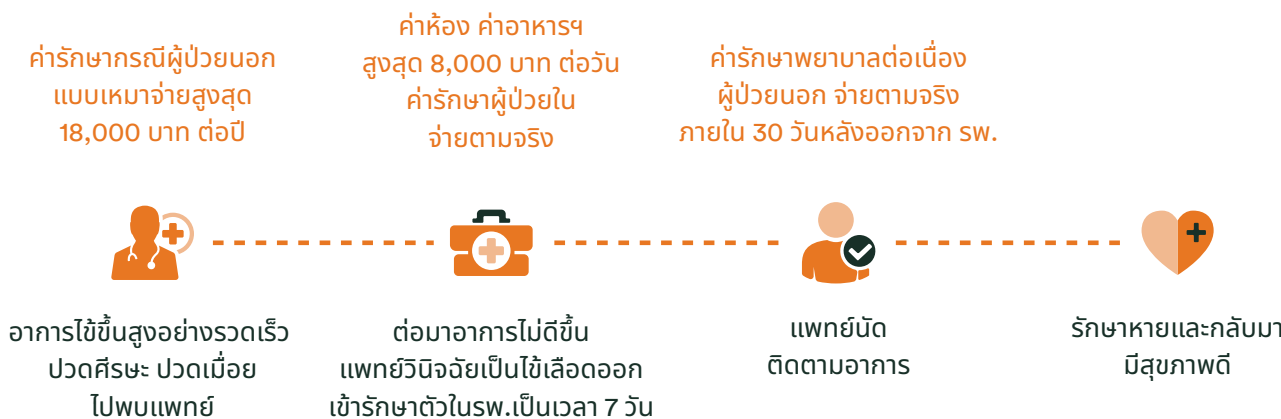 ค่ารักษากรณีผู้ป่วยนอก
แบบเหมาจ่ายสูงสุด
18,000 บาท ต่อปี
ค่าห้อง ค่าอาหารฯ
สูงสุด 8,000 บาท ต่อวัน
ค่ารักษาผู้ป่วยใน
จ่ายตามจริง
ค่ารักษาพยาบาลต่อเนื่อง
ผู้ป่วยนอก จ่ายตามจริง
ภายใน 30 วันหลังออกจาก รพ.
อาการไข้ขึ้นสูงอย่างรวดเร็ว
ปวดศีรษะ ปวดเมื่อย
ไปพบแพทย์
ต่อมาอาการไม่ดีขึ้น
แพทย์วินิจฉัยเป็นไข้เลือดออก
เข้ารักษาตัวในรพ.เป็นเวลา 7 วัน
แพทย์นัด
ติดตามอาการ
รักษาหายและกลับมา
มีสุขภาพดี